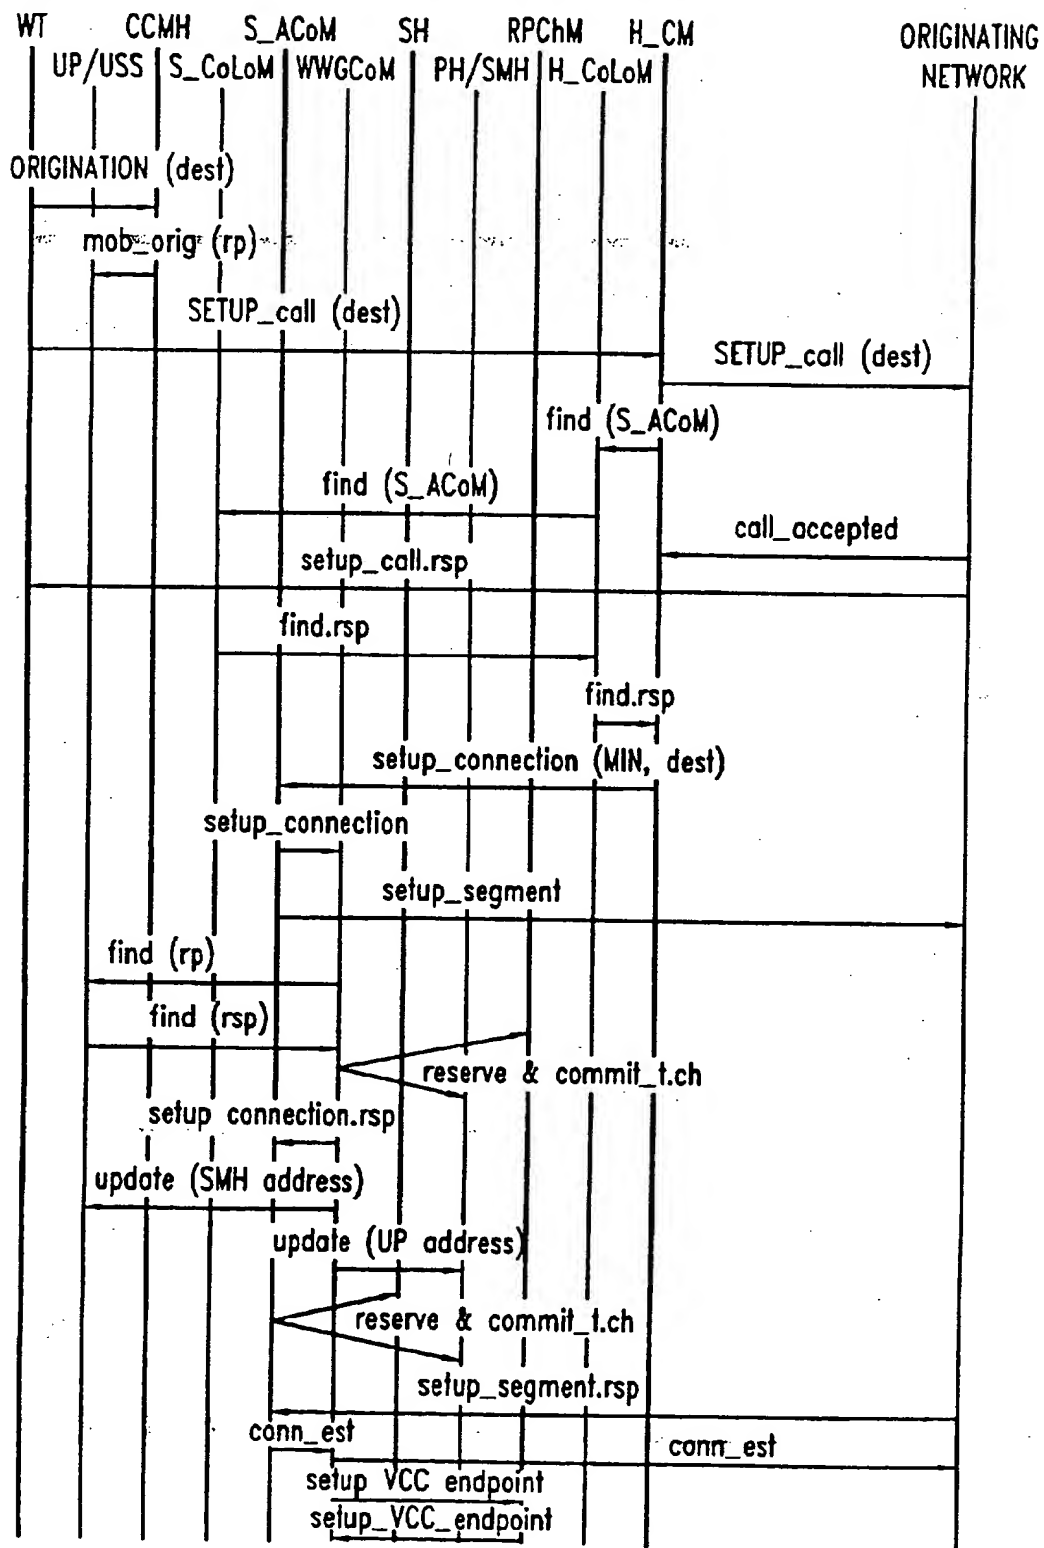 WT CCMH S_ACoM SH RPChM H_CM ORIGINATING
UP/USS S_CoLoM WWGCoM PH/SMH H_CoLoM NETWORK
ORIGINATION (dest)
mob_orig (rp)
SETUP_call (dest)
SETUP_call (dest)
find (S_ACoM)
find (S_ACoM)
call_accepted
setup_call.rsp
find.rsp
find.rsp
setup_connection (MIN, dest)
setup_connection
setup_segment
find (rp)
find (rsp)
reserve & commit_t.ch
setup connection.rsp
update (SMH address)
update (UP address)
reserve & commit_t.ch
setup_segment.rsp
conn_est
conn_est
setup VCC endpoint
setup_VCC_endpoint